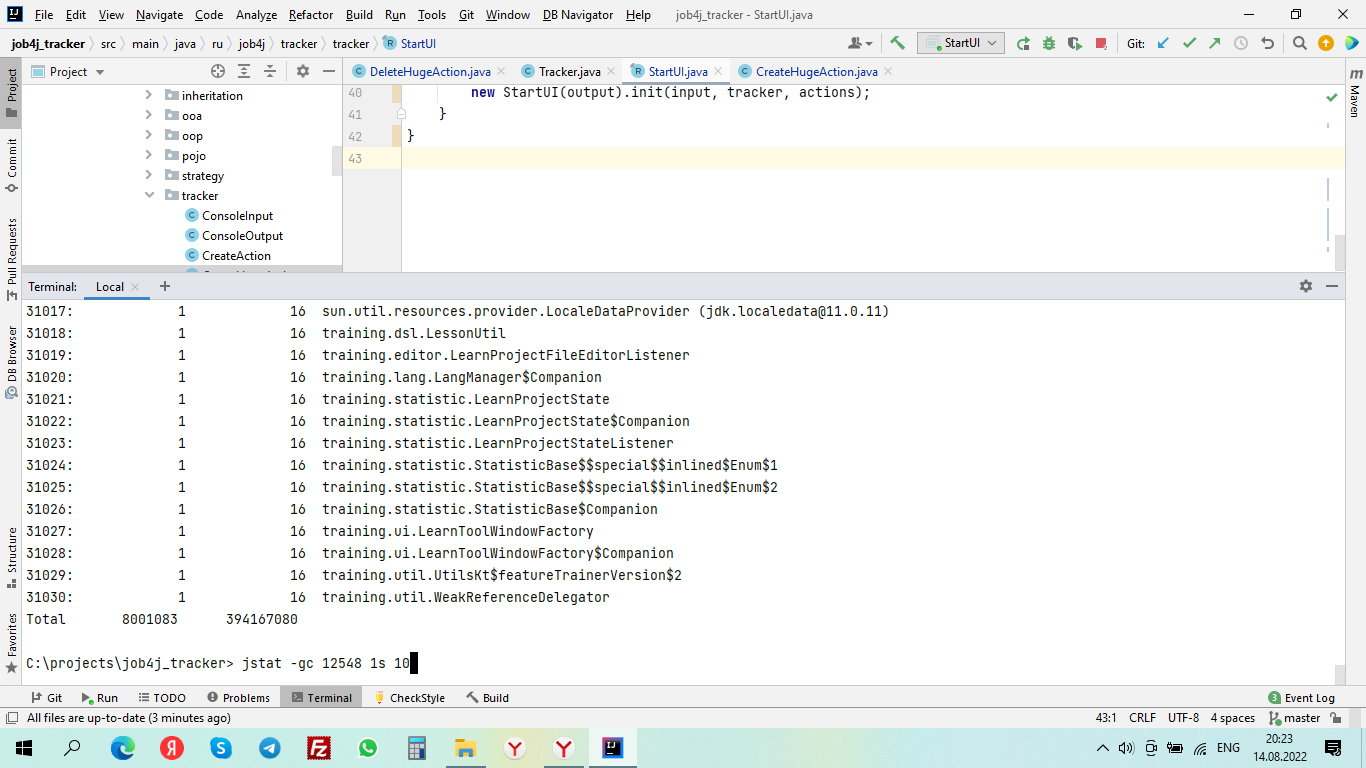 File Edit View Navigate Code Analyze Refactor Build Run Tools Git Window DB Navigator Help job4j_tracker - StartUI.java
job4j_tracker src main java ru job4j tracker tracker StartUI StartUI Git:
Project DeleteHugeAction.java Tracker.java StartUI.java CreateHugeAction.java
inheritation
ooa
oop
pojo
strategy
tracker
ConsoleInput
ConsoleOutput
CreateAction
40 new StartUI(output).init(input, tracker, actions);
41 }
42 }
43
Project
Commit
Pull Requests
DB Browser
Structure
Favorites
Maven
Terminal: Local +
31017: 1 16 sun.util.resources.provider.LocaleDataProvider (jdk.localedata@11.0.11)
31018: 1 16 training.dsl.LessonUtil
31019: 1 16 training.editor.LearnProjectFileEditorListener
31020: 1 16 training.lang.LangManager$Companion
31021: 1 16 training.statistic.LearnProjectState
31022: 1 16 training.statistic.LearnProjectState$Companion
31023: 1 16 training.statistic.LearnProjectStateListener
31024: 1 16 training.statistic.StatisticBase$$special$$inlined$Enum$1
31025: 1 16 training.statistic.StatisticBase$$special$$inlined$Enum$2
31026: 1 16 training.statistic.StatisticBase$Companion
31027: 1 16 training.ui.LearnToolWindowFactory
31028: 1 16 training.ui.LearnToolWindowFactory$Companion
31029: 1 16 training.util.UtilsKt$featureTrainerVersion$2
31030: 1 16 training.util.WeakReferenceDelegator
Total 8001083 394167080
C:\projects\job4j_tracker> jstat -gc 12548 1s 10
Git Run TODO Problems Terminal CheckStyle Build 3 Event Log
All files are up-to-date (3 minutes ago) 43:1 CRLF UTF-8 4 spaces master
ENG 20:23
14.08.2022